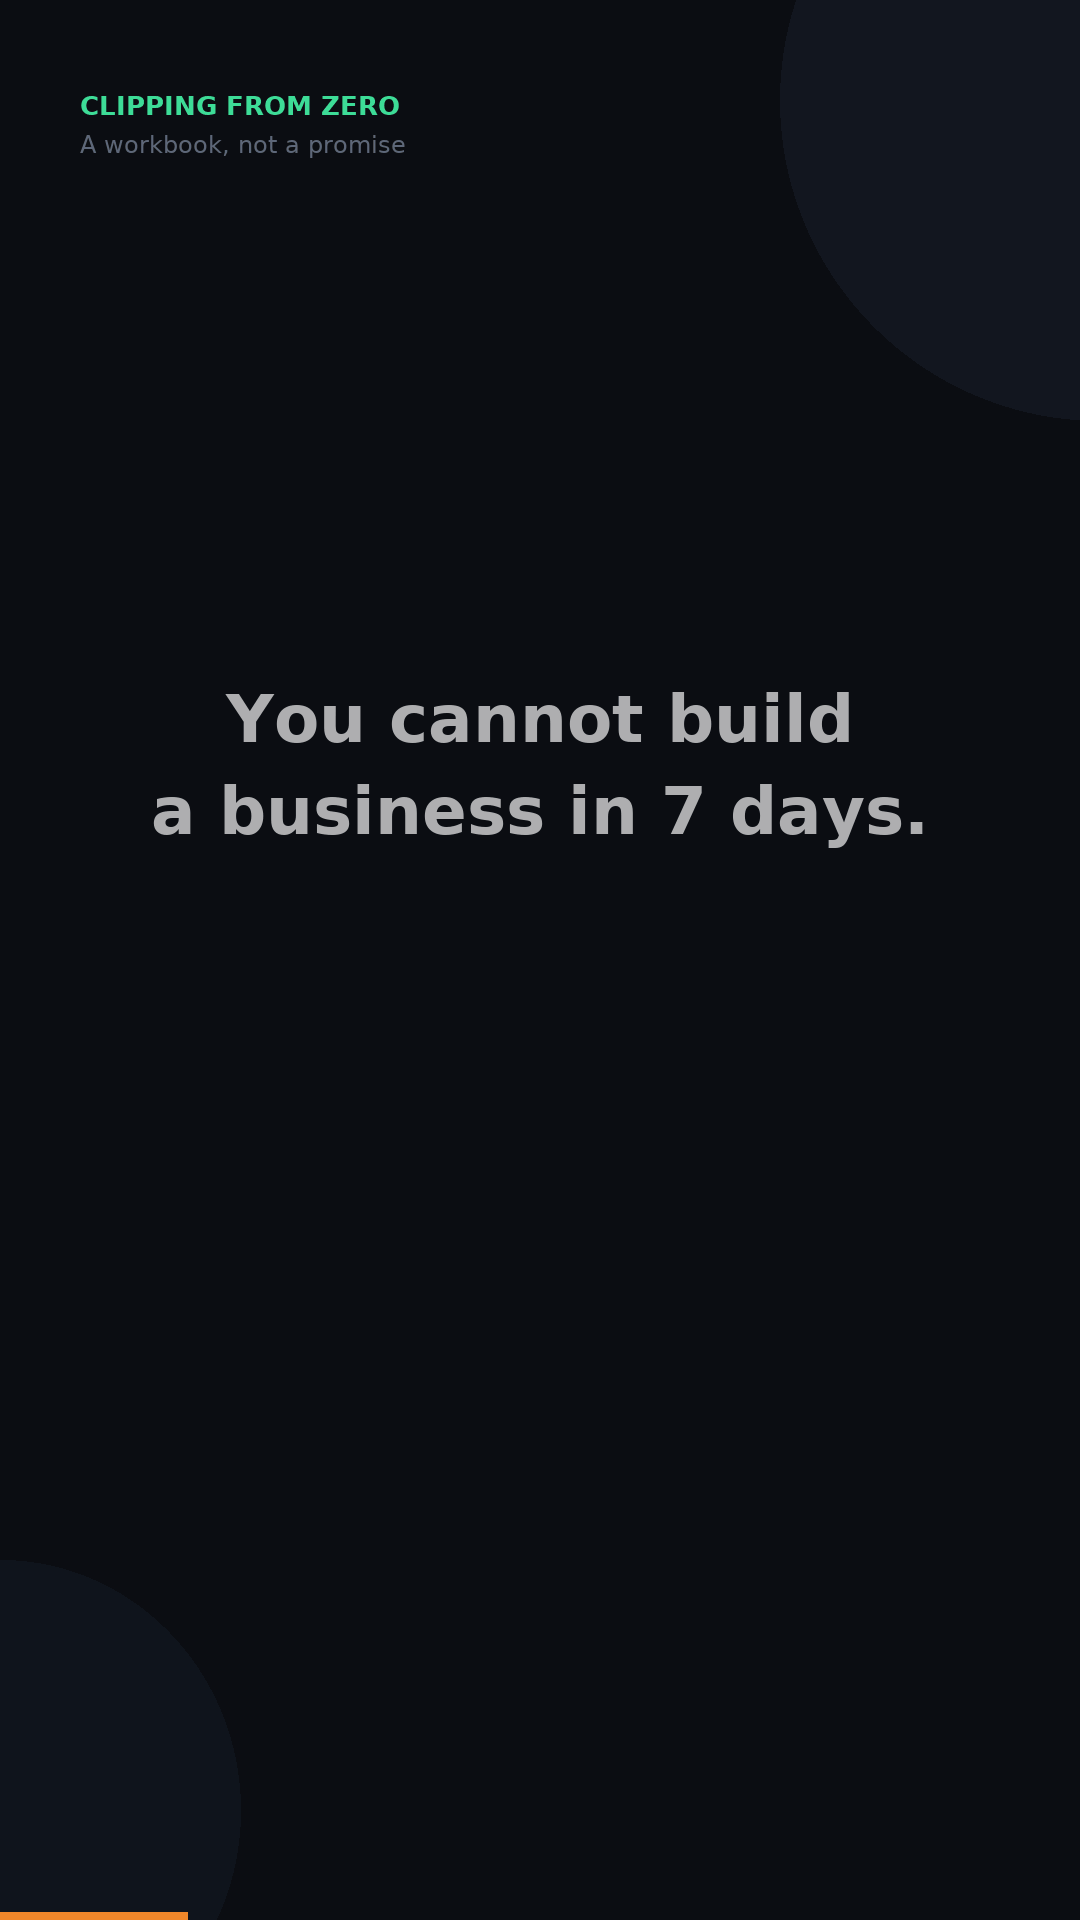 CLIPPING FROM ZERO
A workbook, not a promise
You cannot build
a business in 7 days.